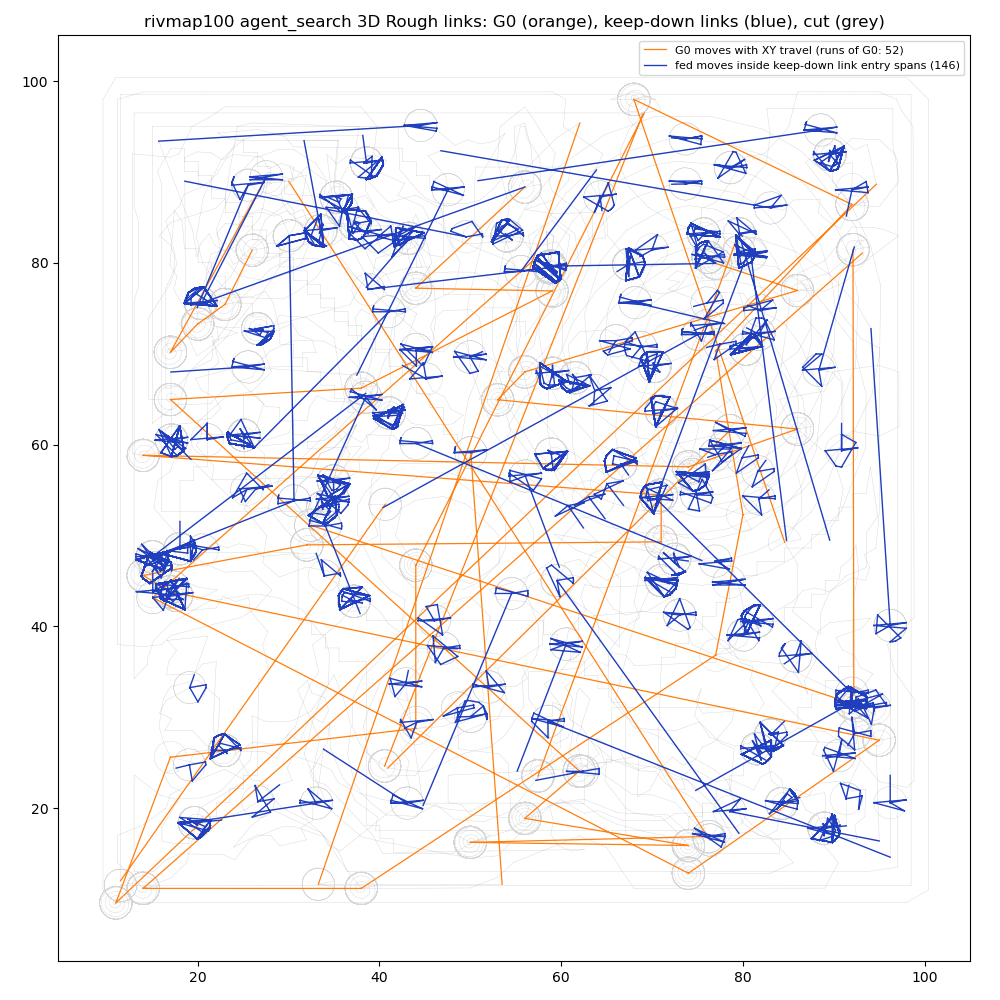 rivmap100 agent_search 3D Rough links: G0 (orange), keep-down links (blue), cut (grey)
G0 moves with XY travel (runs of G0: 52)
fed moves inside keep-down link entry spans (146)
100
80
60
40
20
20 40 60 80 100